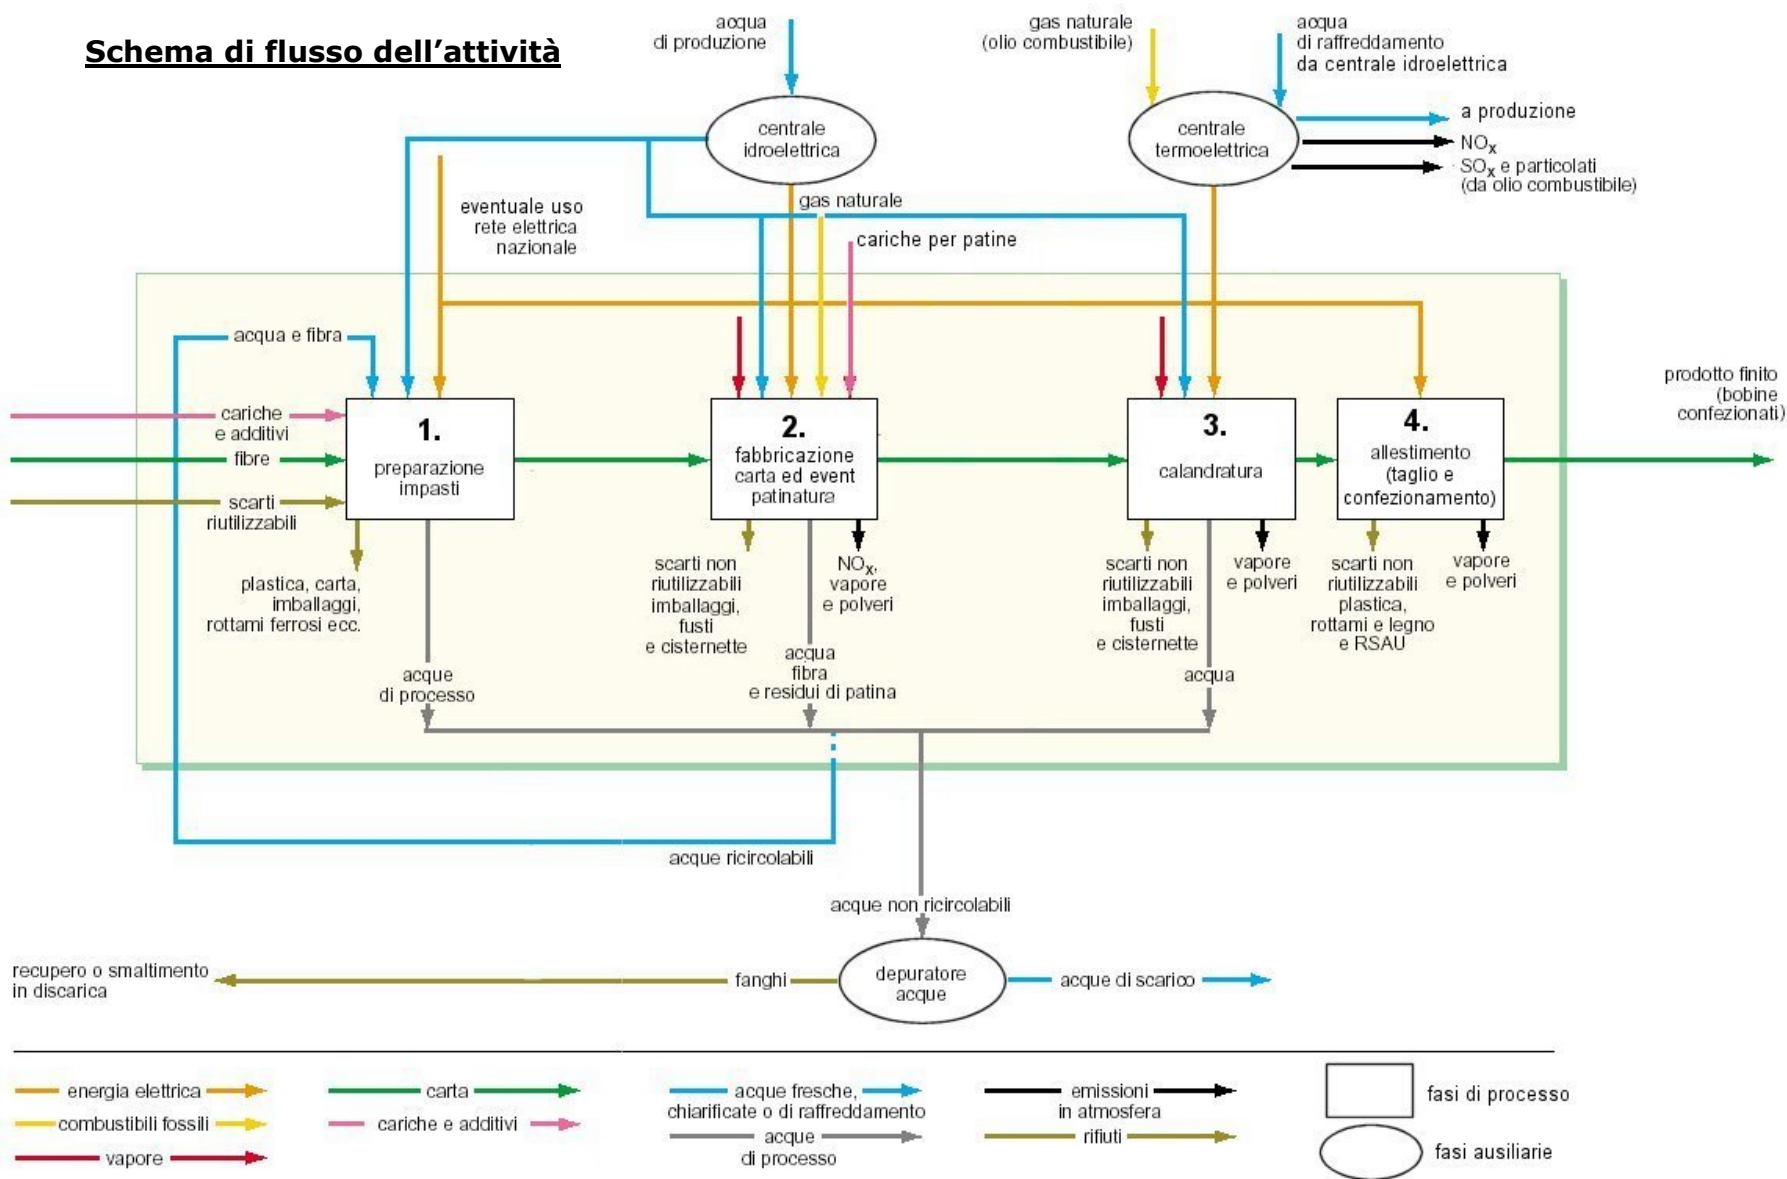 Schema di flusso dell’attività
acqua
di produzione
gas naturale
(olio combustibile)
acqua
di raffreddamento
da centrale idroelettrica
centrale
idroelettrica
centrale
termoelettrica
a produzione
NOx
SOx e particolati
(da olio combustibile)
eventuale uso
rete elettrica
nazionale
gas naturale
cariche per patine
acqua e fibra
cariche
e additivi
fibre
scarti
riutilizzabili
1.
preparazione
impasti
2.
fabbricazione
carta ed event
patinatura
3.
calandratura
4.
allestimento
(taglio e
confezionamento)
prodotto finito
(bobine
confezionati)
plastica, carta,
imballaggi,
rottami ferrosi ecc.
scarti non
riutilizzabili
imballaggi,
fusti
e cisternette
NOx,
vapore
e polveri
scarti non
riutilizzabili
imballaggi,
fusti
e cisternette
vapore
e polveri
scarti non
riutilizzabili
plastica,
rottami e legno
e RSAU
vapore
e polveri
acque
di processo
acqua
fibra
e residui di patina
acqua
acque ricircolabili
acque non ricircolabili
recupero o smaltimento
in discarica
fanghi
depuratore
acque
acque di scarico
energia elettrica
combustibili fossili
vapore
carta
cariche e additivi
acque fresche,
chiarificate o di raffreddamento
acque
di processo
emissioni
in atmosfera
rifiuti
fasi di processo
fasi ausiliarie